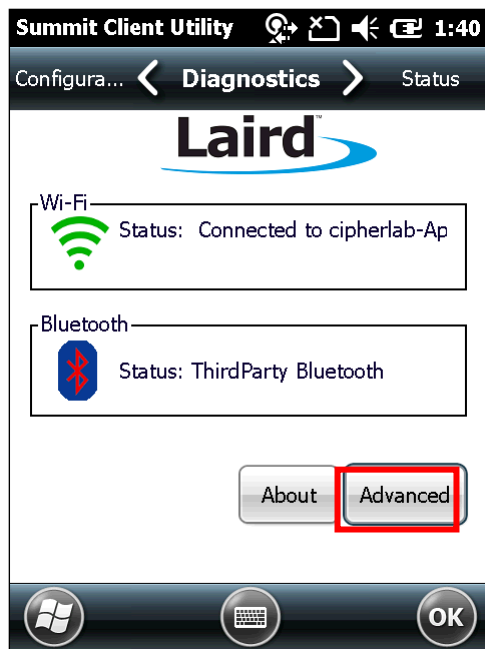 Summit Client Utility 1:40
Configura... Diagnostics Status
Laird™
Wi-Fi
Status: Connected to cipherlab-Ap
Bluetooth
Status: ThirdParty Bluetooth
About Advanced
OK